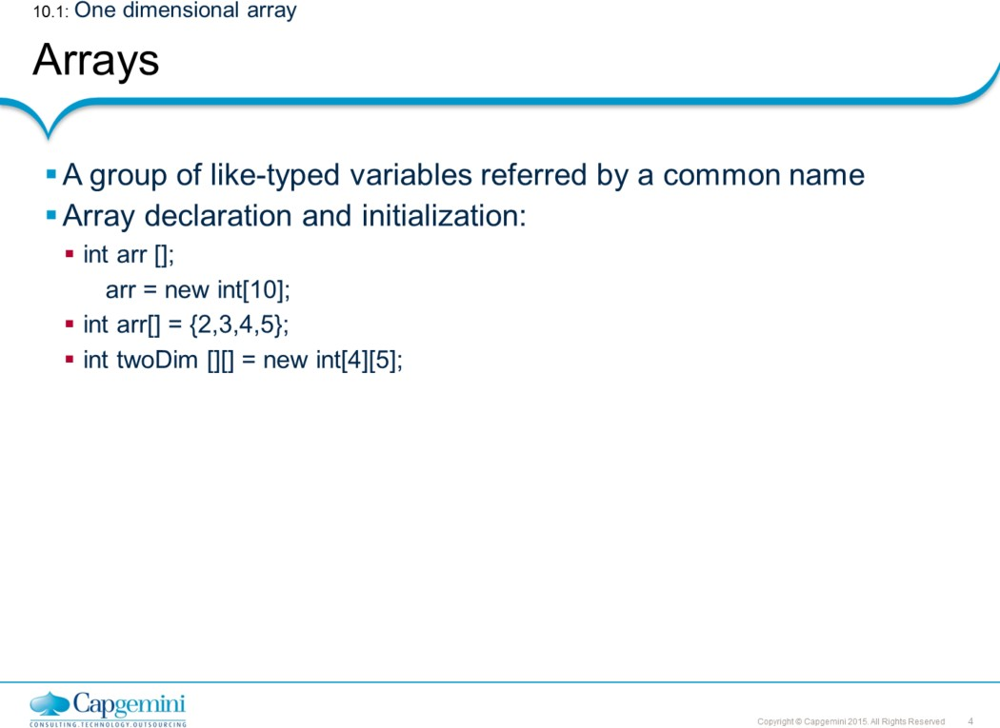 10.1: One dimensional array
Arrays
▪ A group of like-typed variables referred by a common name
▪ Array declaration and initialization:
▪ int arr [];
arr = new int[10];
▪ int arr[] = {2,3,4,5};
▪ int twoDim [][] = new int[4][5];
Capgemini
CONSULTING.TECHNOLOGY.OUTSOURCING
Copyright © Capgemini 2015. All Rights Reserved 4